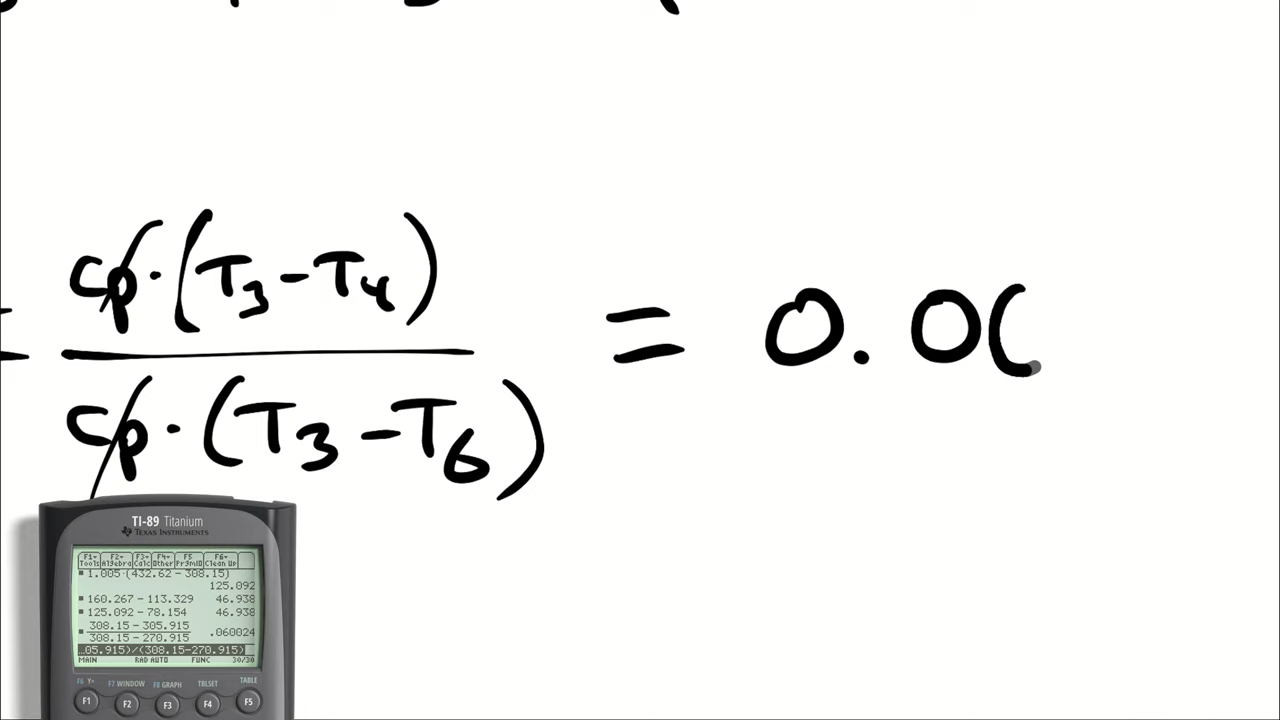 = cp·(T3-T4) / cp·(T3-T6) = 0.0
TI-89 Titanium
TEXAS INSTRUMENTS
F1 Tools F2 Algebra F3 Calc F4 Other F5 PrgmIO F6 Clean Up
1.005·(432.62 - 308.15)
125.092
160.267 - 113.329 46.938
125.092 - 78.154 46.938
308.15 - 305.915
308.15 - 270.915
.060024
05.915)/(308.15-270.915)
MAIN RAD AUTO FUNC 30/30
F6 Y= F7 WINDOW F8 GRAPH TBLSET TABLE
F1 F2 F3 F4 F5